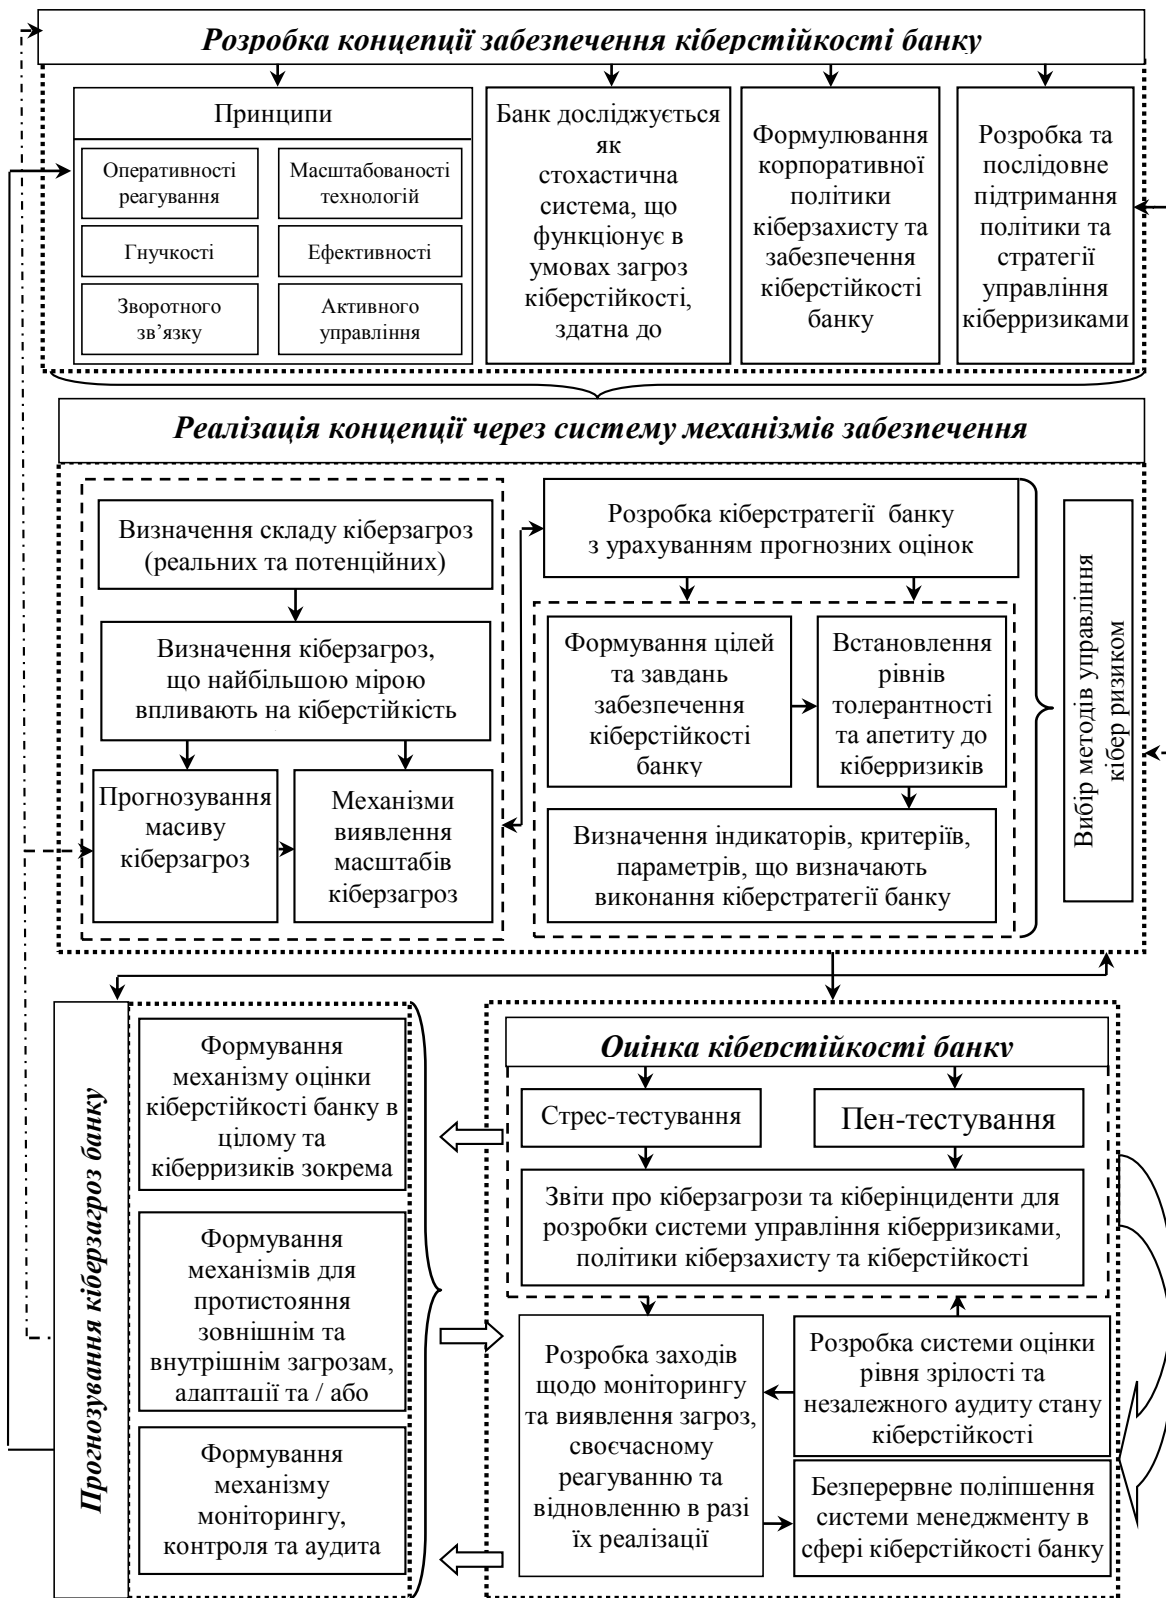 Розробка концепції забезпечення кіберстійкості банку
Принципи
Оперативності
реагування
Масштабованості
технологій
Гнучкості
Ефективності
Зворотного
зв’язку
Активного
управління
Банк досліджується
як
стохастична
система, що
функціонує в
умовах загроз
кіберстійкості,
здатна до
Формулювання
корпоративної
політики
кіберзахисту та
забезпечення
кіберстійкості
банку
Розробка та
послідовне
підтримання
політики та
стратегії
управління
кіберризиками
Реалізація концепції через систему механізмів забезпечення
Визначення складу кіберзагроз
(реальних та потенційних)
Визначення кіберзагроз,
що найбільшою мірою
впливають на кіберстійкість
Прогнозування
масиву
кіберзагроз
Механізми
виявлення
масштабів
кіберзагроз
Розробка кіберстратегії банку
з урахуванням прогнозних оцінок
Формування цілей
та завдань
забезпечення
кіберстійкості
банку
Встановлення
рівнів
толерантності
та апетиту до
кіберризиків
Визначення індикаторів, критеріїв,
параметрів, що визначають
виконання кіберстратегії банку
Вибір методів управління
кібер ризиком
Прогнозування кіберзагроз банку
Формування
механізму оцінки
кіберстійкості банку в
цілому та
кіберризиків зокрема
Формування
механізмів для
протистояння
зовнішнім та
внутрішнім загрозам,
адаптації та / або
Формування
механізму
моніторингу,
контроля та аудита
Оцінка кіберстійкості банку
Стрес-тестування
Пен-тестування
Звіти про кіберзагрози та кіберінциденти для
розробки системи управління кіберризиками,
політики кіберзахисту та кіберстійкості
Розробка заходів
щодо моніторингу
та виявлення загроз,
своєчасному
реагуванню та
відновленню в разі
їх реалізації
Розробка системи оцінки
рівня зрілості та
незалежного аудиту стану
кіберстійкості
Безперервне поліпшення
системи менеджменту в
сфері кіберстійкості банку